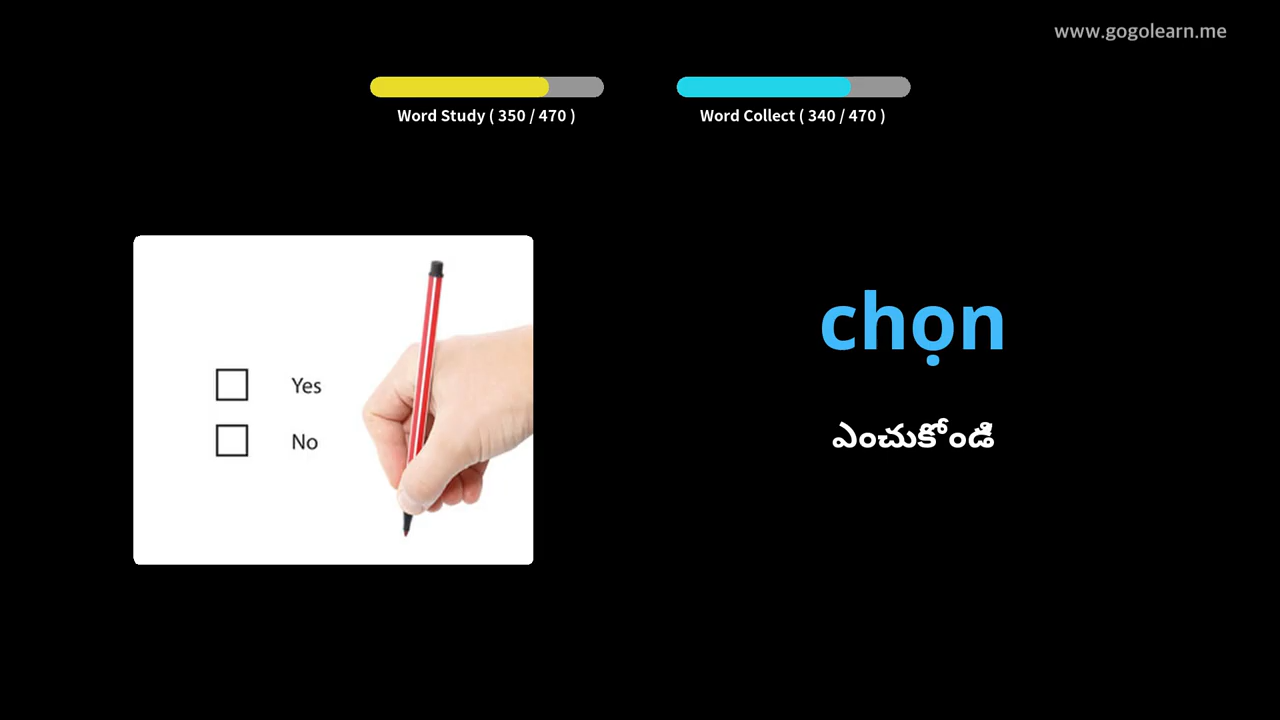 www.gogolearn.me
Word Study ( 350 / 470 )
Word Collect ( 340 / 470 )
Yes
No
chọn
ఎంచుకోండి